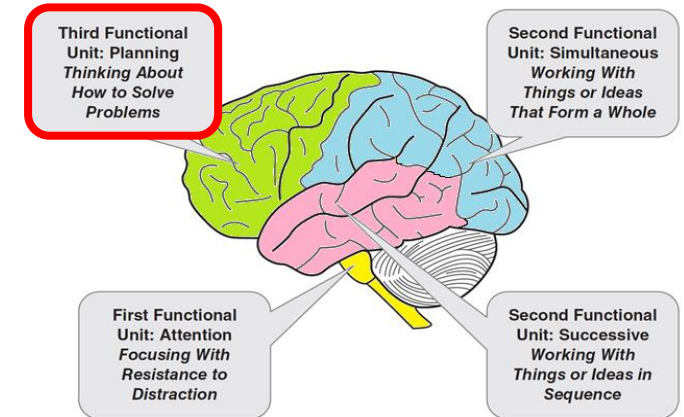 Third Functional
Unit: Planning
Thinking About
How to Solve
Problems
Second Functional
Unit: Simultaneous
Working With
Things or Ideas
That Form a Whole
First Functional
Unit: Attention
Focusing With
Resistance to
Distraction
Second Functional
Unit: Successive
Working With
Things or Ideas in
Sequence